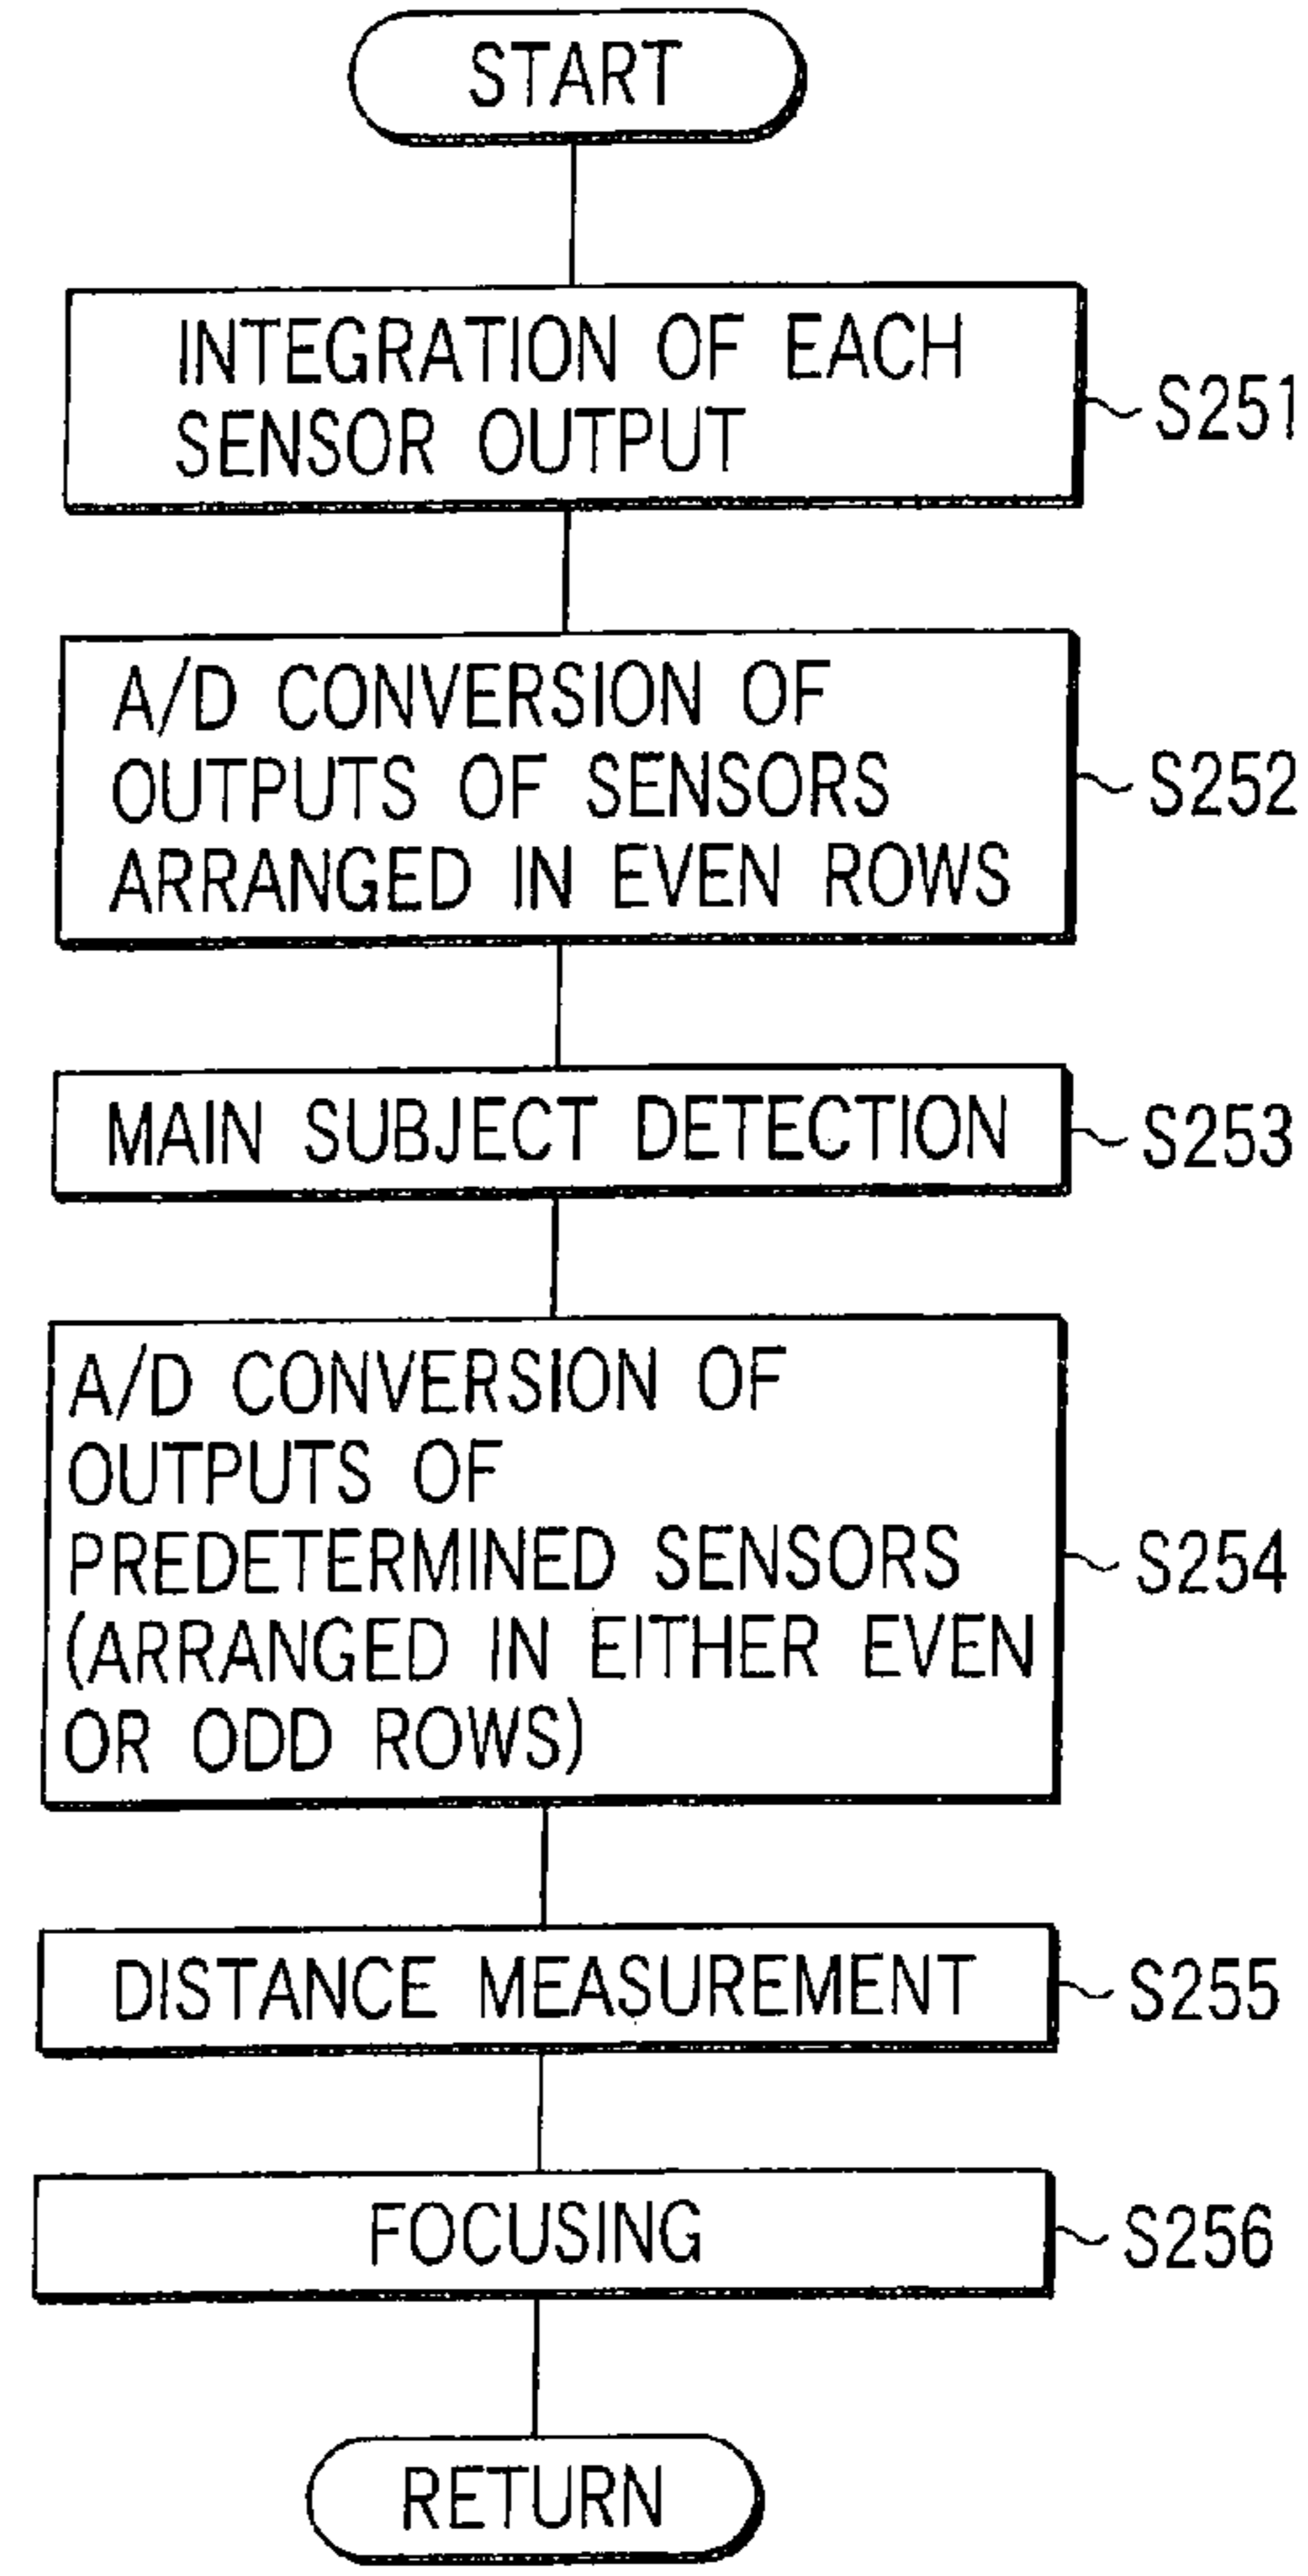 START
INTEGRATION OF EACH
SENSOR OUTPUT
S251
A/D CONVERSION OF
OUTPUTS OF SENSORS
ARRANGED IN EVEN ROWS
S252
MAIN SUBJECT DETECTION
S253
A/D CONVERSION OF
OUTPUTS OF
PREDETERMINED SENSORS
(ARRANGED IN EITHER EVEN
OR ODD ROWS)
S254
DISTANCE MEASUREMENT
S255
FOCUSING
S256
RETURN